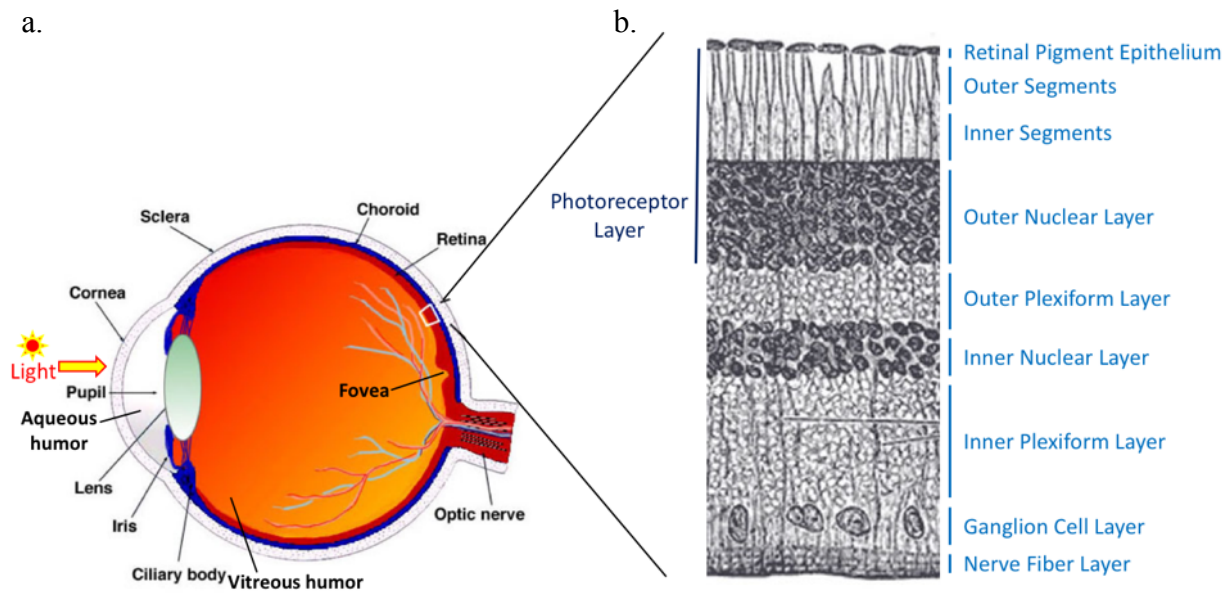 a.
Sclera
Choroid
Retina
Cornea
Light
Pupil
Aqueous
humor
Fovea
Lens
Iris
Optic nerve
Ciliary body
Vitreous humor
b.
Photoreceptor
Layer
Retinal Pigment Epithelium
Outer Segments
Inner Segments
Outer Nuclear Layer
Outer Plexiform Layer
Inner Nuclear Layer
Inner Plexiform Layer
Ganglion Cell Layer
Nerve Fiber Layer